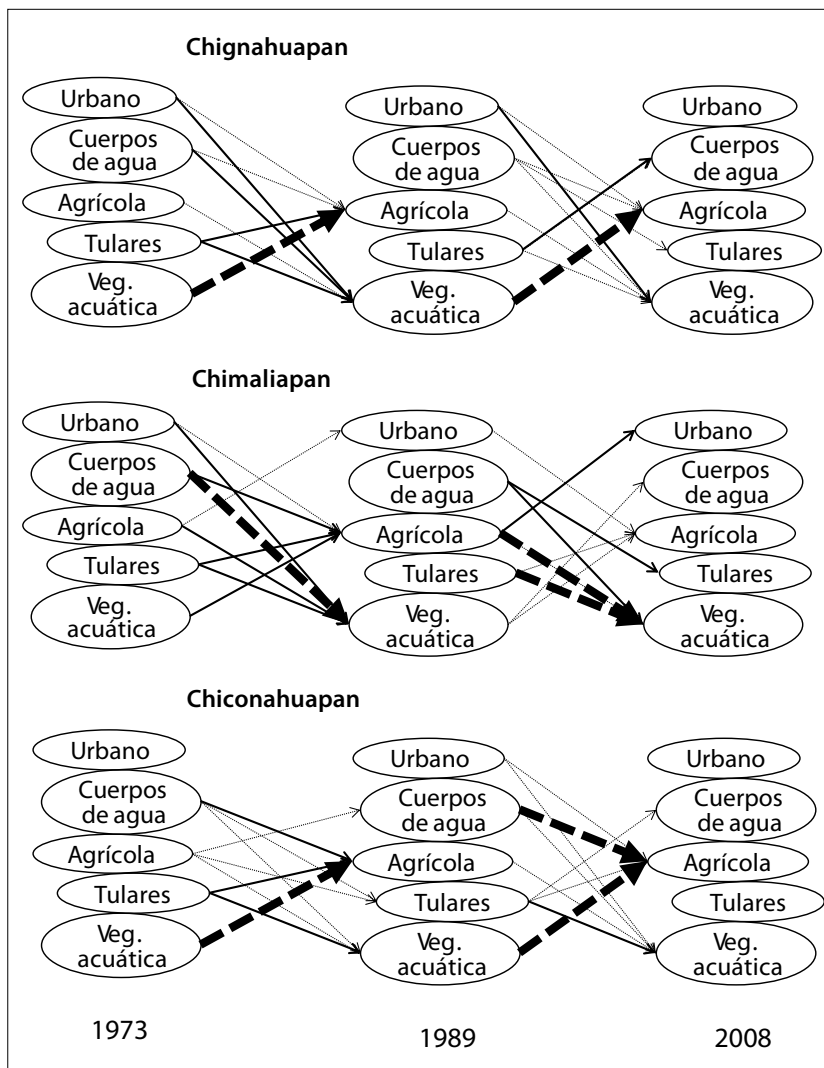 Chignahuapan
Urbano
Cuerpos
de agua
Agrícola
Tulares
Veg.
acuática
Urbano
Cuerpos
de agua
Agrícola
Tulares
Veg.
acuática
Urbano
Cuerpos
de agua
Agrícola
Tulares
Veg.
acuática
Chimaliapan
Urbano
Cuerpos
de agua
Agrícola
Tulares
Veg.
acuática
Urbano
Cuerpos
de agua
Agrícola
Tulares
Veg.
acuática
Urbano
Cuerpos
de agua
Agrícola
Tulares
Veg.
acuática
Chiconahuapan
Urbano
Cuerpos
de agua
Agrícola
Tulares
Veg.
acuática
Urbano
Cuerpos
de agua
Agrícola
Tulares
Veg.
acuática
Urbano
Cuerpos
de agua
Agrícola
Tulares
Veg.
acuática
1973
1989
2008